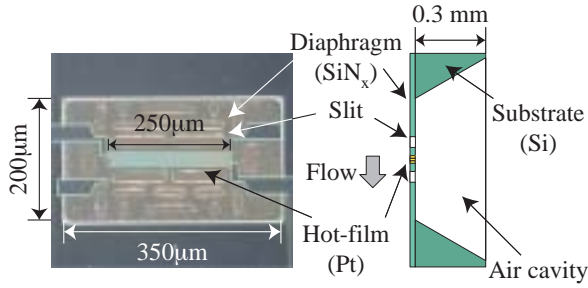 0.3 mm
Diaphragm
(SiNx)
Slit
Substrate
(Si)
250μm
200μm
Flow
Hot-film
(Pt)
350μm
Air cavity